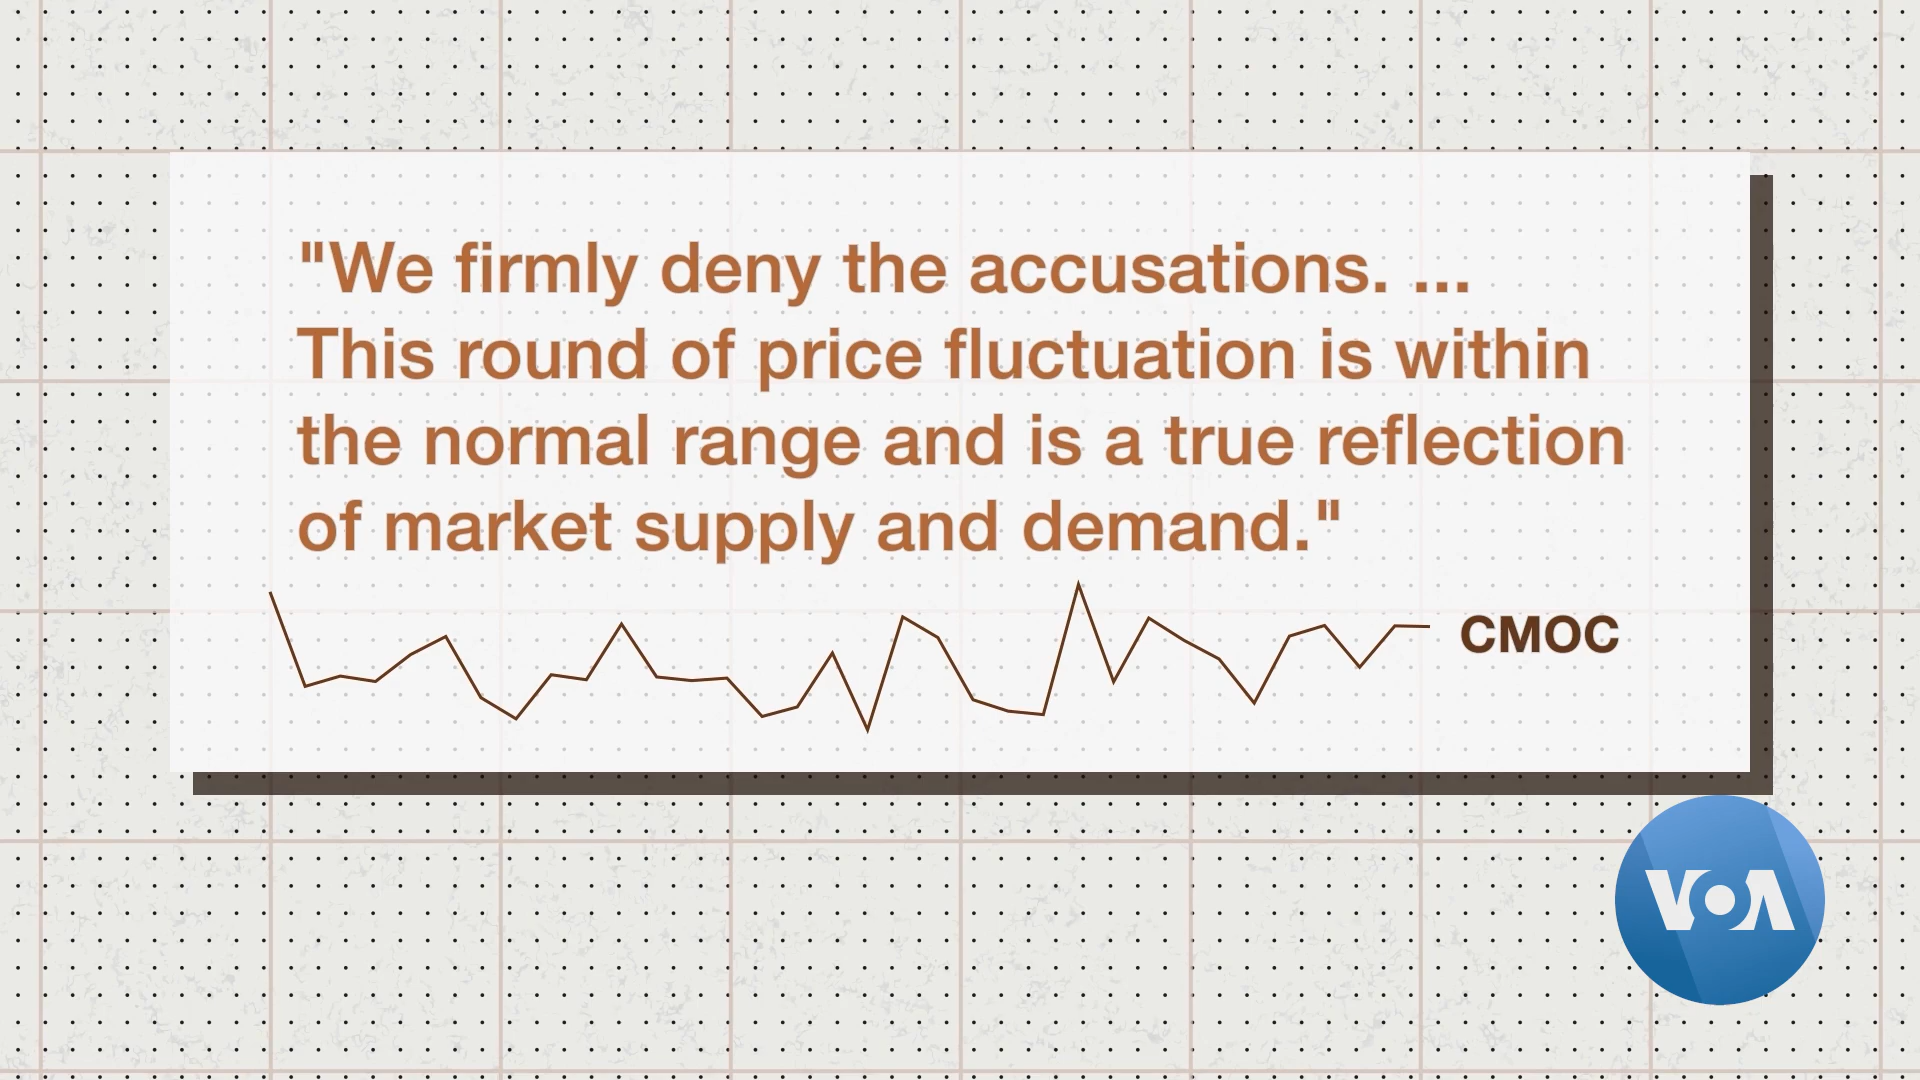 "We firmly deny the accusations. ...
This round of price fluctuation is within
the normal range and is a true reflection
of market supply and demand."
CMOC
VOA